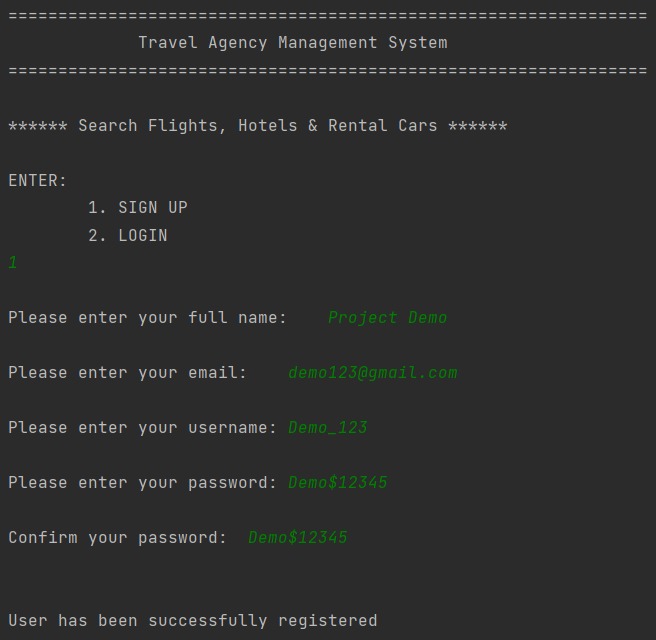 ================================================================
Travel Agency Management System
================================================================
****** Search Flights, Hotels & Rental Cars ******
ENTER:
1. SIGN UP
2. LOGIN
1
Please enter your full name: Project Demo
Please enter your email: demo123@gmail.com
Please enter your username: Demo_123
Please enter your password: Demo$12345
Confirm your password: Demo$12345
User has been successfully registered